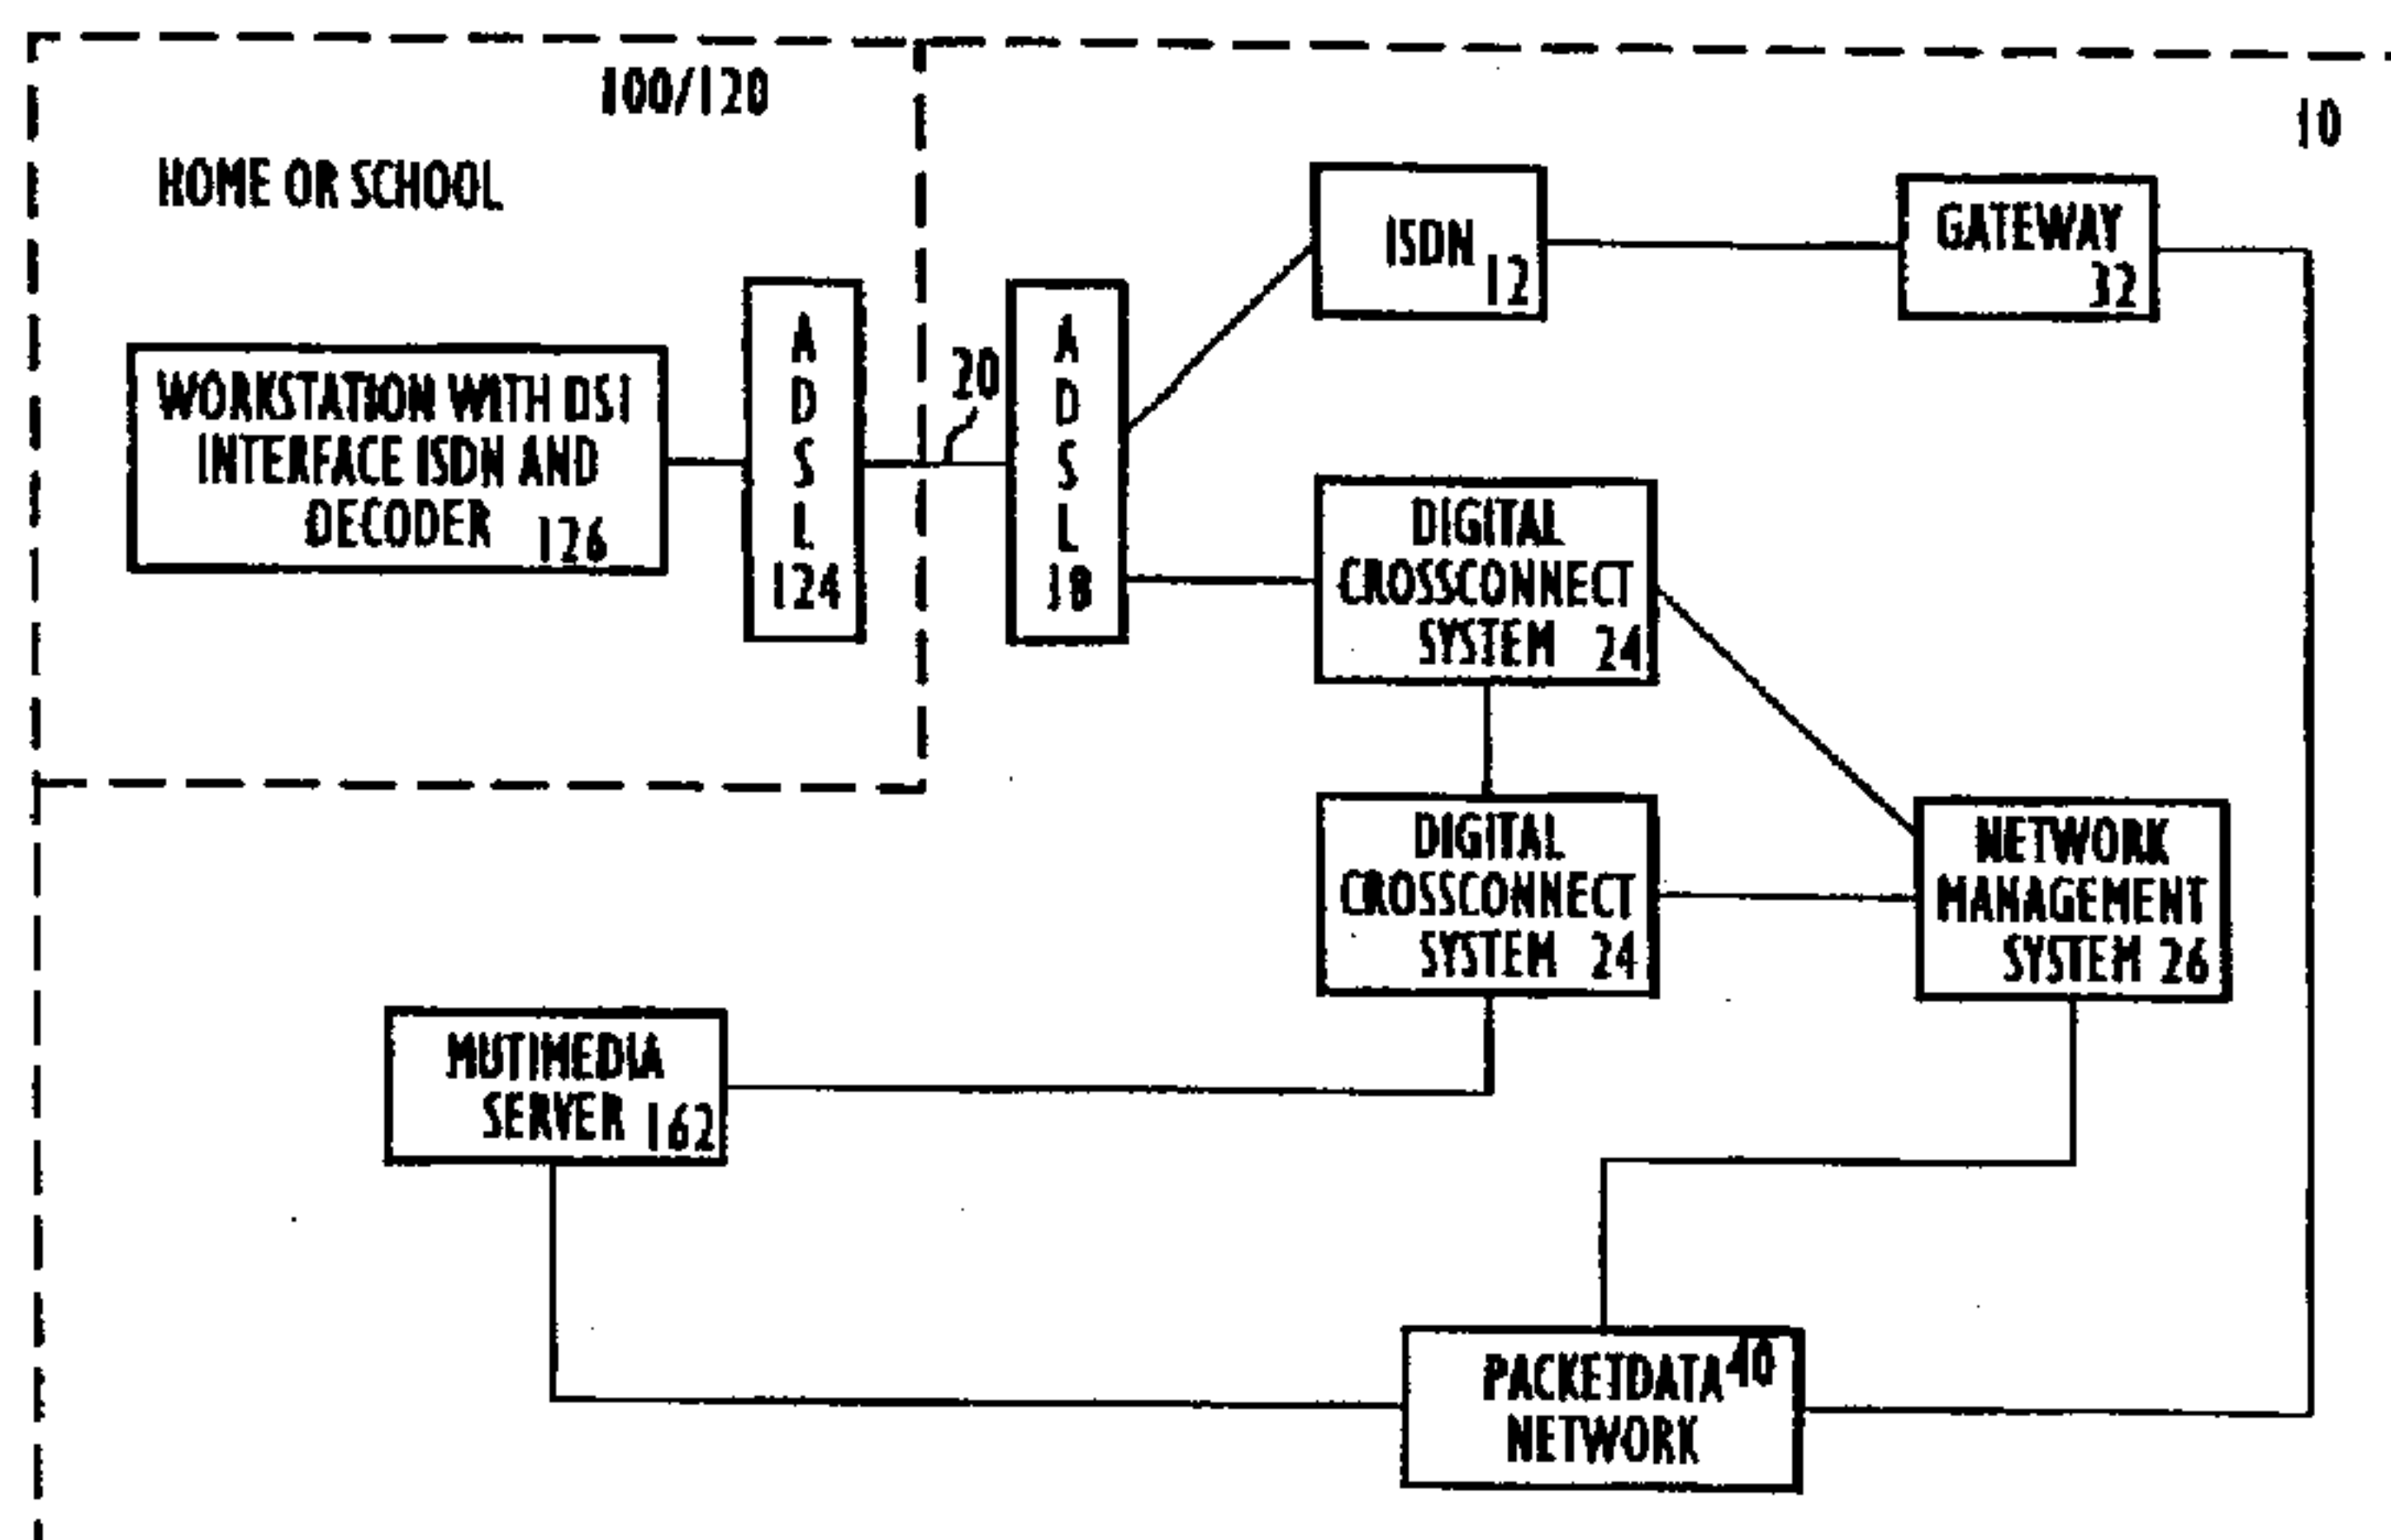 100/120
10
HOME OR SCHOOL
ISDN
12
GATEWAY
32
WORKSTATION WITH DS1
INTERFACE ISDN AND
DECODER 126
A
D
S
L
124
20
A
D
S
L
18
DIGITAL
CROSSCONNECT
SYSTEM 24
DIGITAL
CROSSCONNECT
SYSTEM 24
NETWORK
MANAGEMENT
SYSTEM 26
MUTIMEDIA
SERVER 162
PACKETDATA 40
NETWORK